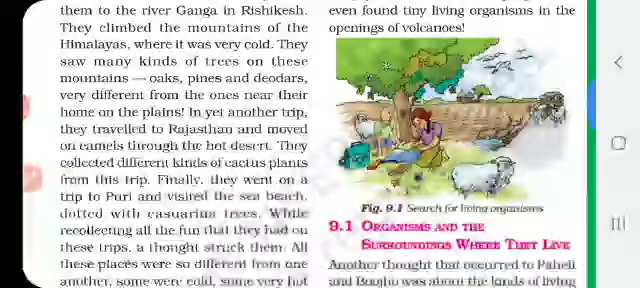 them to the river Ganga in Rishikesh.
They climbed the mountains of the
Himalayas, where it was very cold. They
saw many kinds of trees on these
mountains — oaks, pines and deodars,
very different from the ones near their
home on the plains! In yet another trip,
they travelled to Rajasthan and moved
on camels through the hot desert. They
collected different kinds of cactus plants
from this trip. Finally, they went on a
trip to Puri and visited the sea beach,
dotted with casuarina trees. While
recollecting all the fun that they had on
these trips, a thought struck them. All
these places were so different from one
another, some were cold, some very hot
even found tiny living organisms in the
openings of volcanoes!
Fig. 9.1 Search for living organisms
9.1 ORGANISMS AND THE
SURROUNDINGS WHERE THEY LIVE
Another thought that occurred to Paheli
and Boojho was about the kinds of living